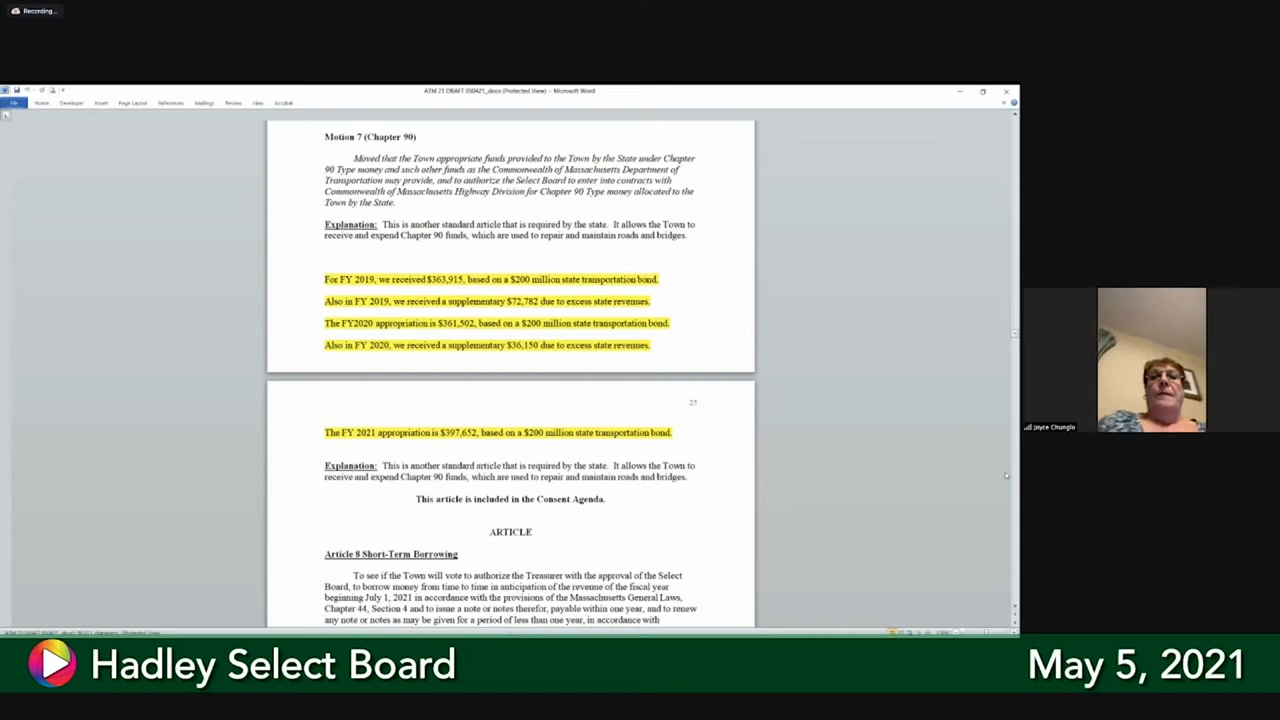 Recording...
ATM 21 DRAFT 050421_.docx (Protected View) - Microsoft Word
File Home Developer Insert Page Layout References Mailings Review View Acrobat
Motion 7 (Chapter 90)
Moved that the Town appropriate funds provided to the Town by the State under Chapter
90 Type money and such other funds as the Commonwealth of Massachusetts Department of
Transportation may provide, and to authorize the Select Board to enter into contracts with
Commonwealth of Massachusetts Highway Division for Chapter 90 Type money allocated to the
Town by the State.
Explanation: This is another standard article that is required by the state. It allows the Town to
receive and expend Chapter 90 funds, which are used to repair and maintain roads and bridges.
For FY 2019, we received $363,915, based on a $200 million state transportation bond.
Also in FY 2019, we received a supplementary $72,782 due to excess state revenues.
The FY2020 appropriation is $361,502, based on a $200 million state transportation bond.
Also in FY 2020, we received a supplementary $36,150 due to excess state revenues.
25
The FY 2021 appropriation is $397,652, based on a $200 million state transportation bond.
Explanation: This is another standard article that is required by the state. It allows the Town to
receive and expend Chapter 90 funds, which are used to repair and maintain roads and bridges.
This article is included in the Consent Agenda.
ARTICLE
Article 8 Short-Term Borrowing
To see if the Town will vote to authorize the Treasurer with the approval of the Select
Board, to borrow money from time to time in anticipation of the revenue of the fiscal year
beginning July 1, 2021 in accordance with the provisions of the Massachusetts General Laws,
Chapter 44, Section 4 and to issue a note or notes therefor, payable within one year, and to renew
any note or notes as may be given for a period of less than one year, in accordance with
Joyce Chunglo
Hadley Select Board
May 5, 2021